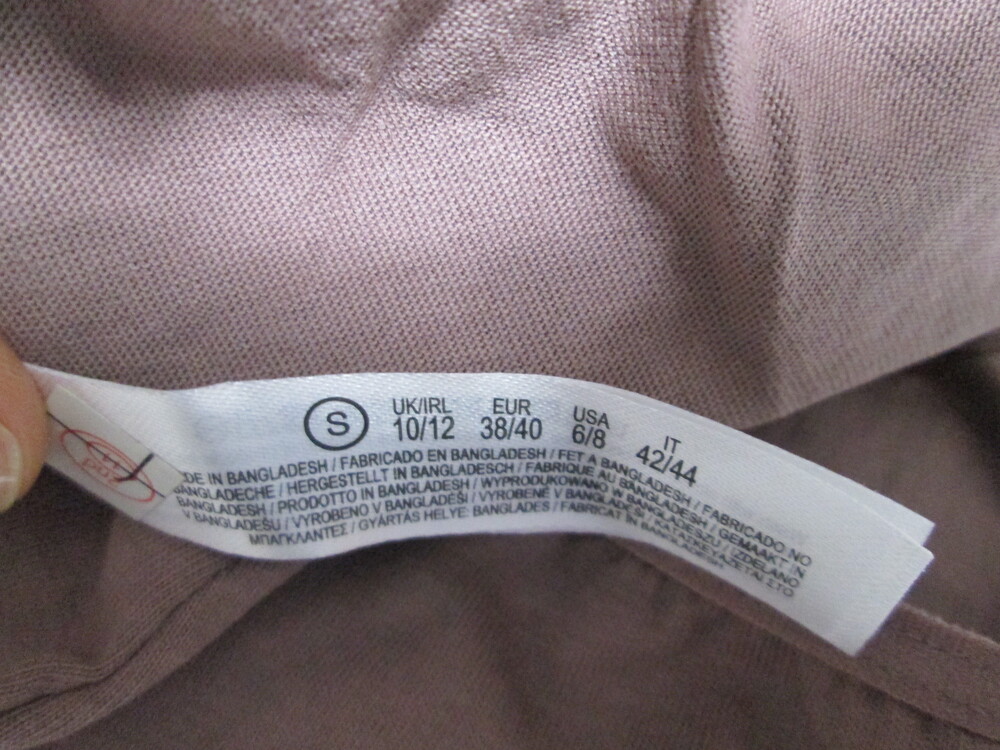 S
UK/IRL EUR USA IT
10/12 38/40 6/8 42/44
DE IN BANGLADESH / FABRICADO EN BANGLADESH / FET A BANGLADESH / FABRICADO NO
BANGLADECHE / HERGESTELLT IN BANGLADESCH / FABRIQUE AU BANGLADESH / GEMAAKT IN
BANGLADESH / PRODOTTO IN BANGLADESH / WYPRODUKOWANO W BANGLADESZU / IZDELANO
V BANGLADEŠU / VYROBENO V BANGLADÉŠI / VYROBENÉ V BANGLADÉŠI / ΚΑΤΑΣΚΕΥΑΖΕΤΑΙ ΣΤΟ
ΜΠΑΓΚΛΑΝΤΕΣ / GYÁRTÁS HELYE: BANGLADES / FABRICAT ÎN BANGLADESH